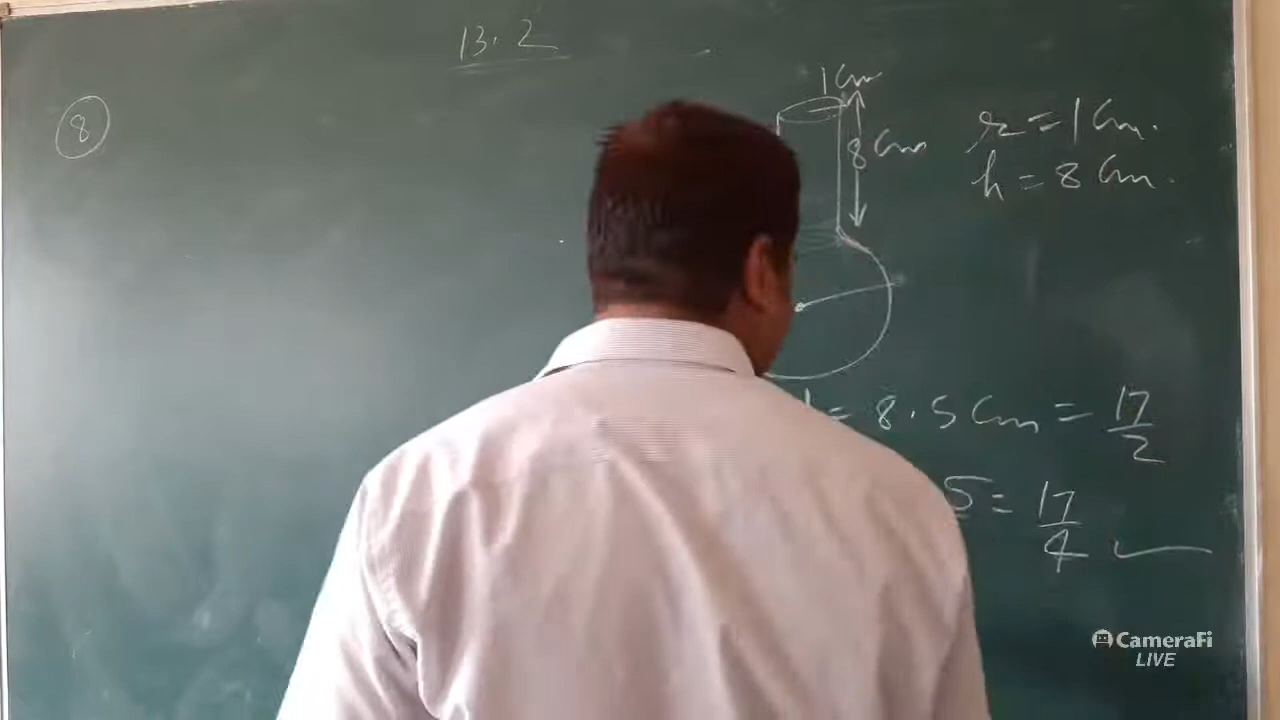 13.2
8
1 cm
8 cm
r = 1 cm.
h = 8 cm.
= 8.5 cm = 17/2
5 = 17/4
CameraFi
LIVE